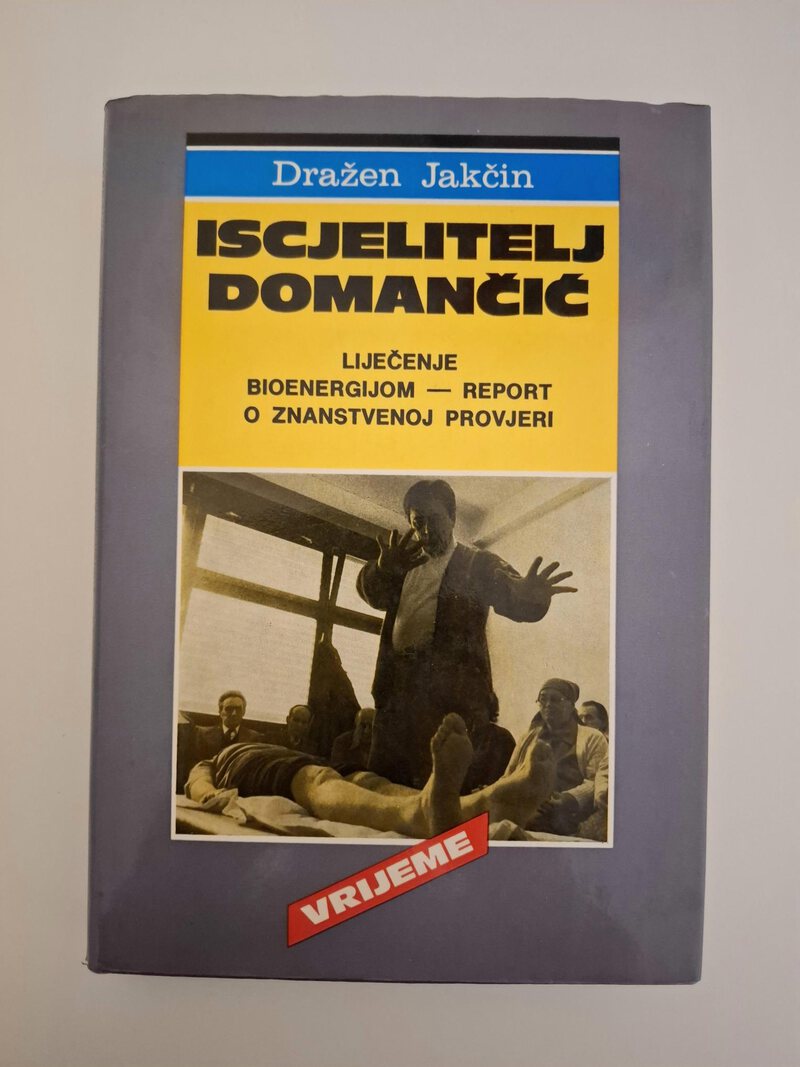 Dražen Jakčin
ISCJELITELJ
DOMANČIĆ
LIJEČENJE
BIOENERGIJOM — REPORT
O ZNANSTVENOJ PROVJERI
VRIJEME